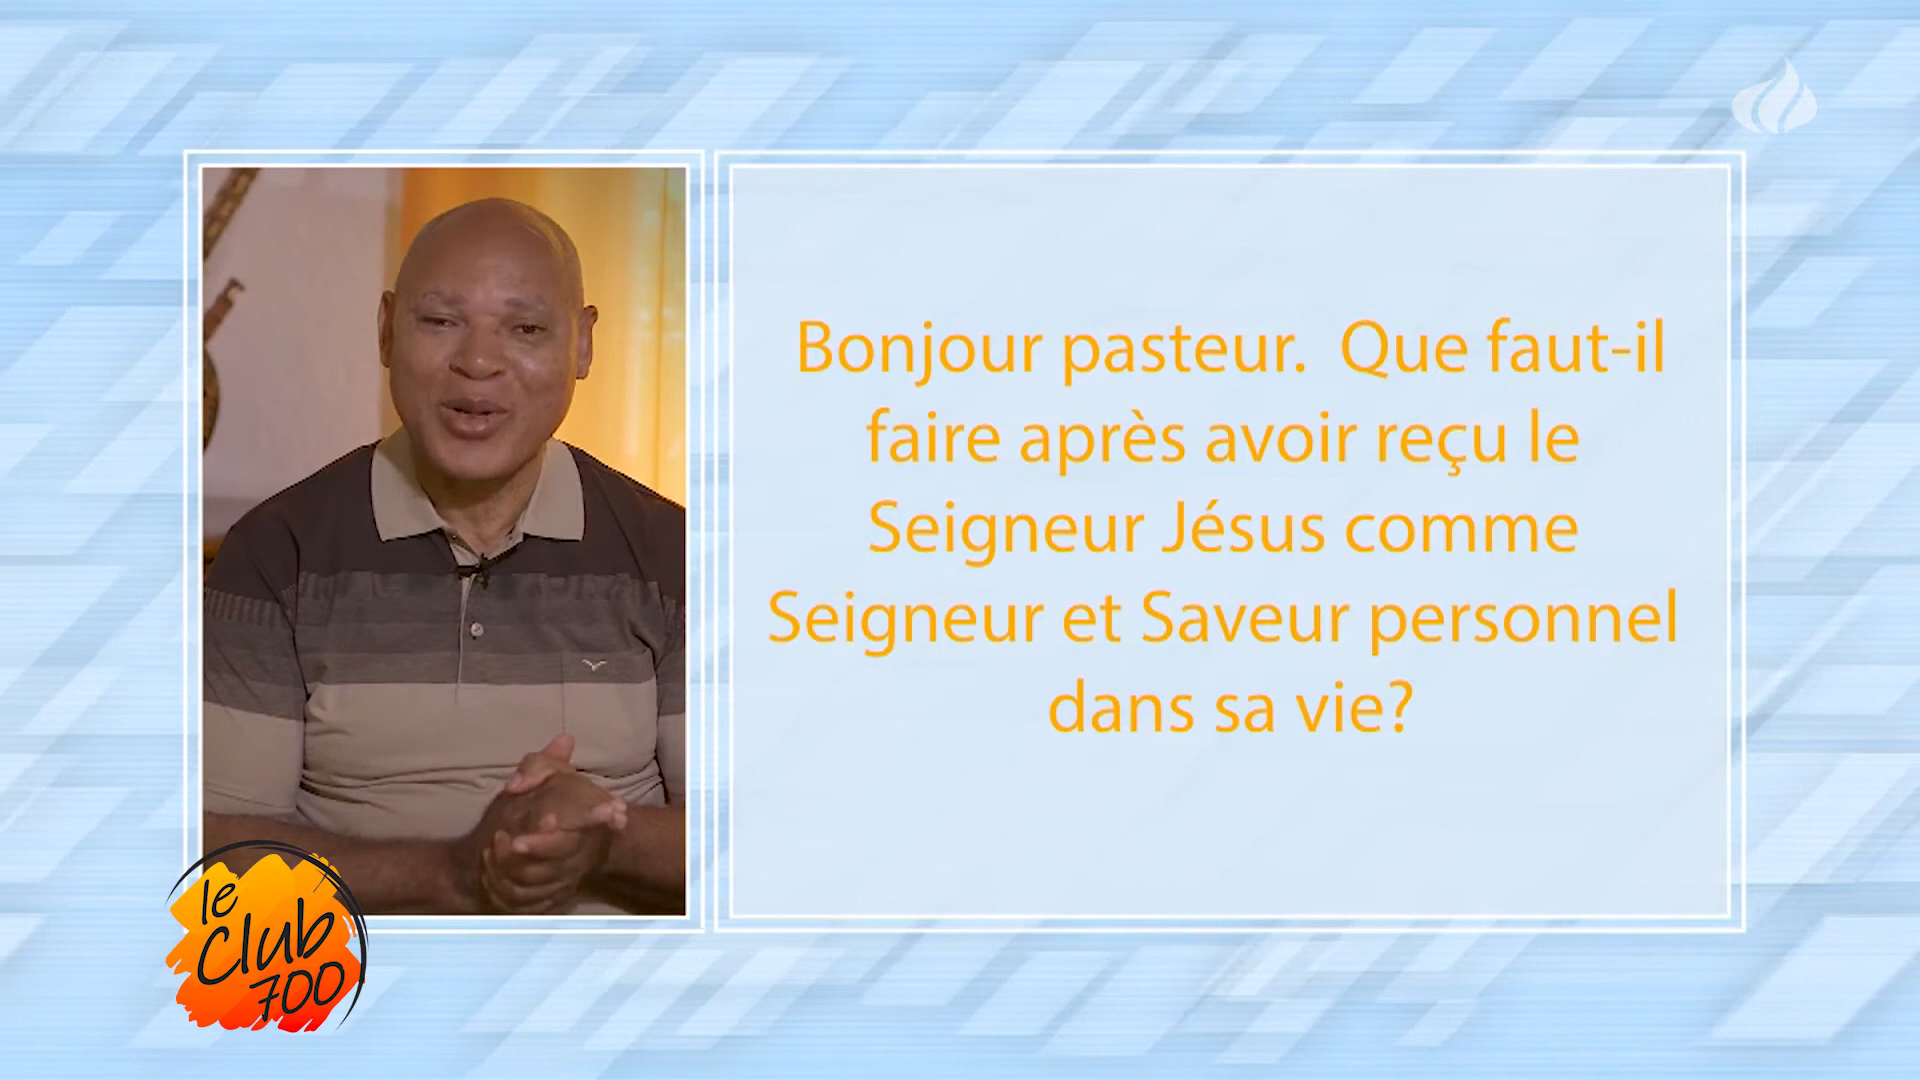 Bonjour pasteur.  Que faut-il
faire après avoir reçu le
Seigneur Jésus comme
Seigneur et Saveur personnel
dans sa vie?
le
Club
700